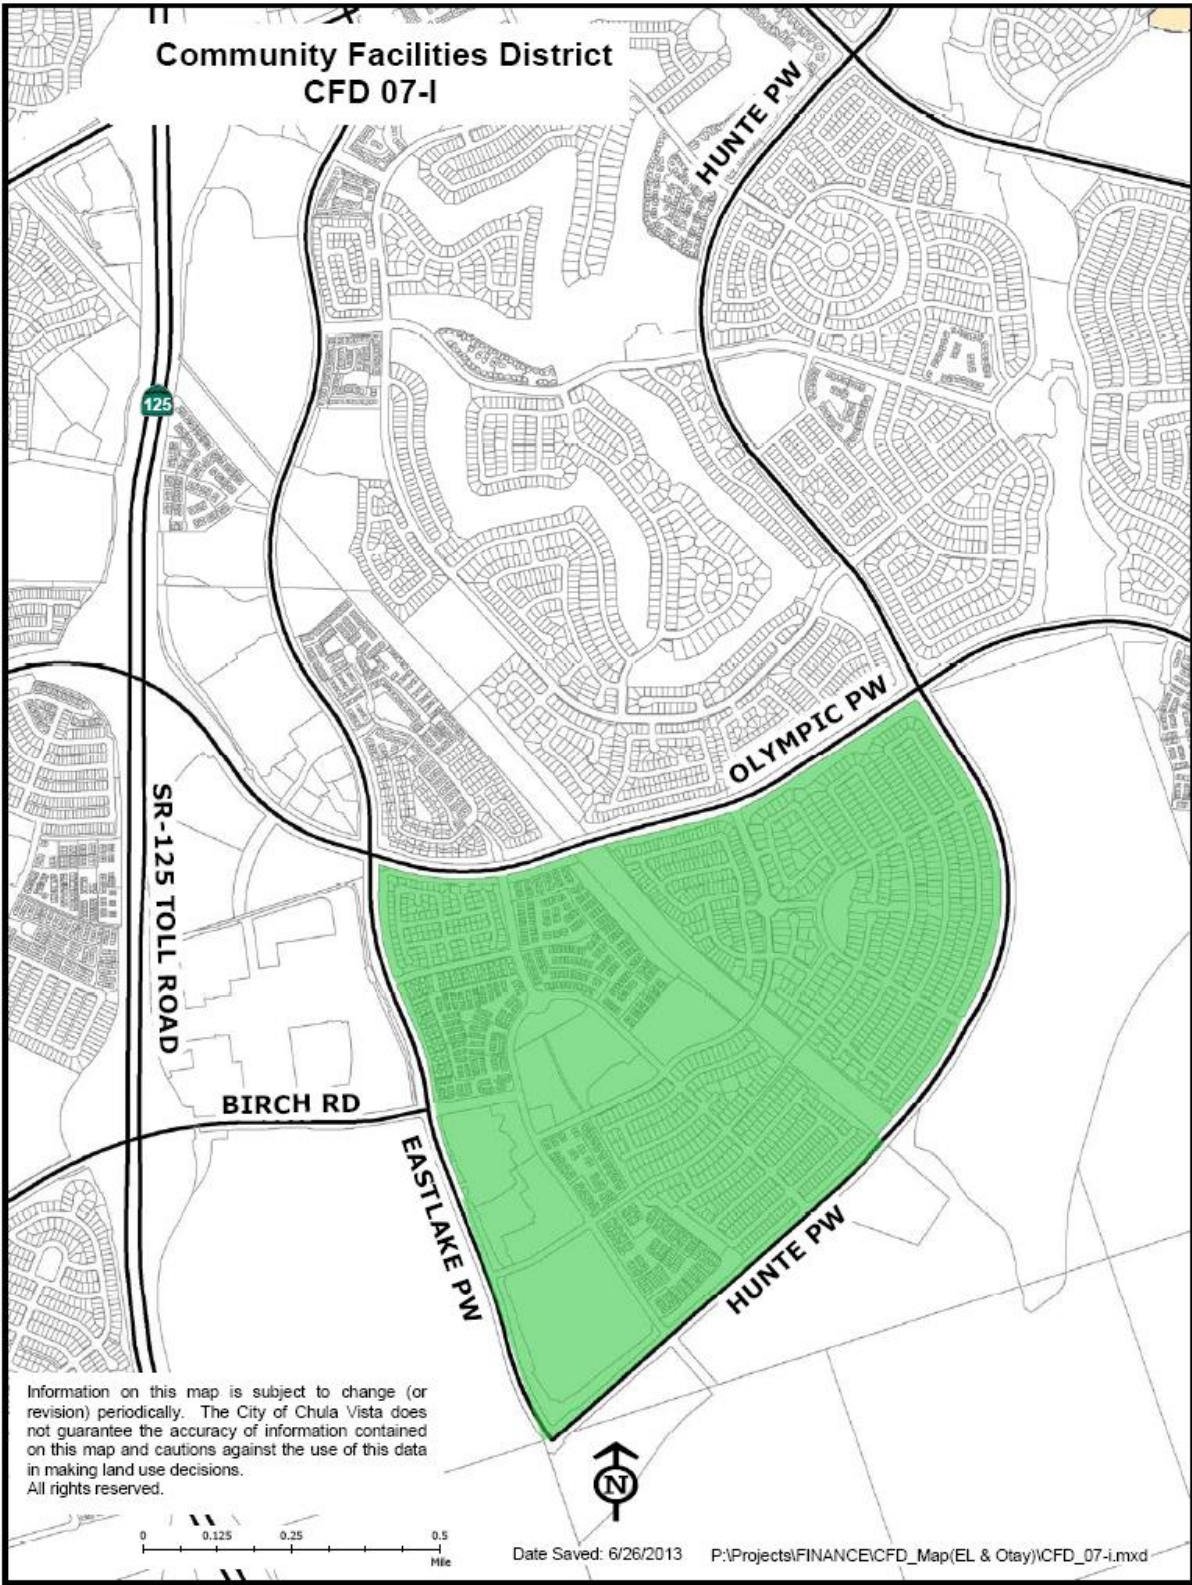 Community Facilities District
CFD 07-I
HUNTE PW
125
OLYMPIC PW
SR-125 TOLL ROAD
BIRCH RD
EASTLAKE PW
HUNTE PW
Information on this map is subject to change (or
revision) periodically. The City of Chula Vista does
not guarantee the accuracy of information contained
on this map and cautions against the use of this data
in making land use decisions.
All rights reserved.
N
0 0.125 0.25 0.5
Mile
Date Saved: 6/26/2013 P:\Projects\FINANCE\CFD_Map(EL & Otay)\CFD_07-i.mxd